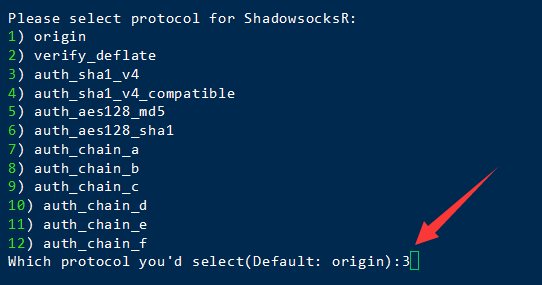 Please select protocol for ShadowsocksR:
1) origin
2) verify_deflate
3) auth_sha1_v4
4) auth_sha1_v4_compatible
5) auth_aes128_md5
6) auth_aes128_sha1
7) auth_chain_a
8) auth_chain_b
9) auth_chain_c
10) auth_chain_d
11) auth_chain_e
12) auth_chain_f
Which protocol you'd select(Default: origin):3